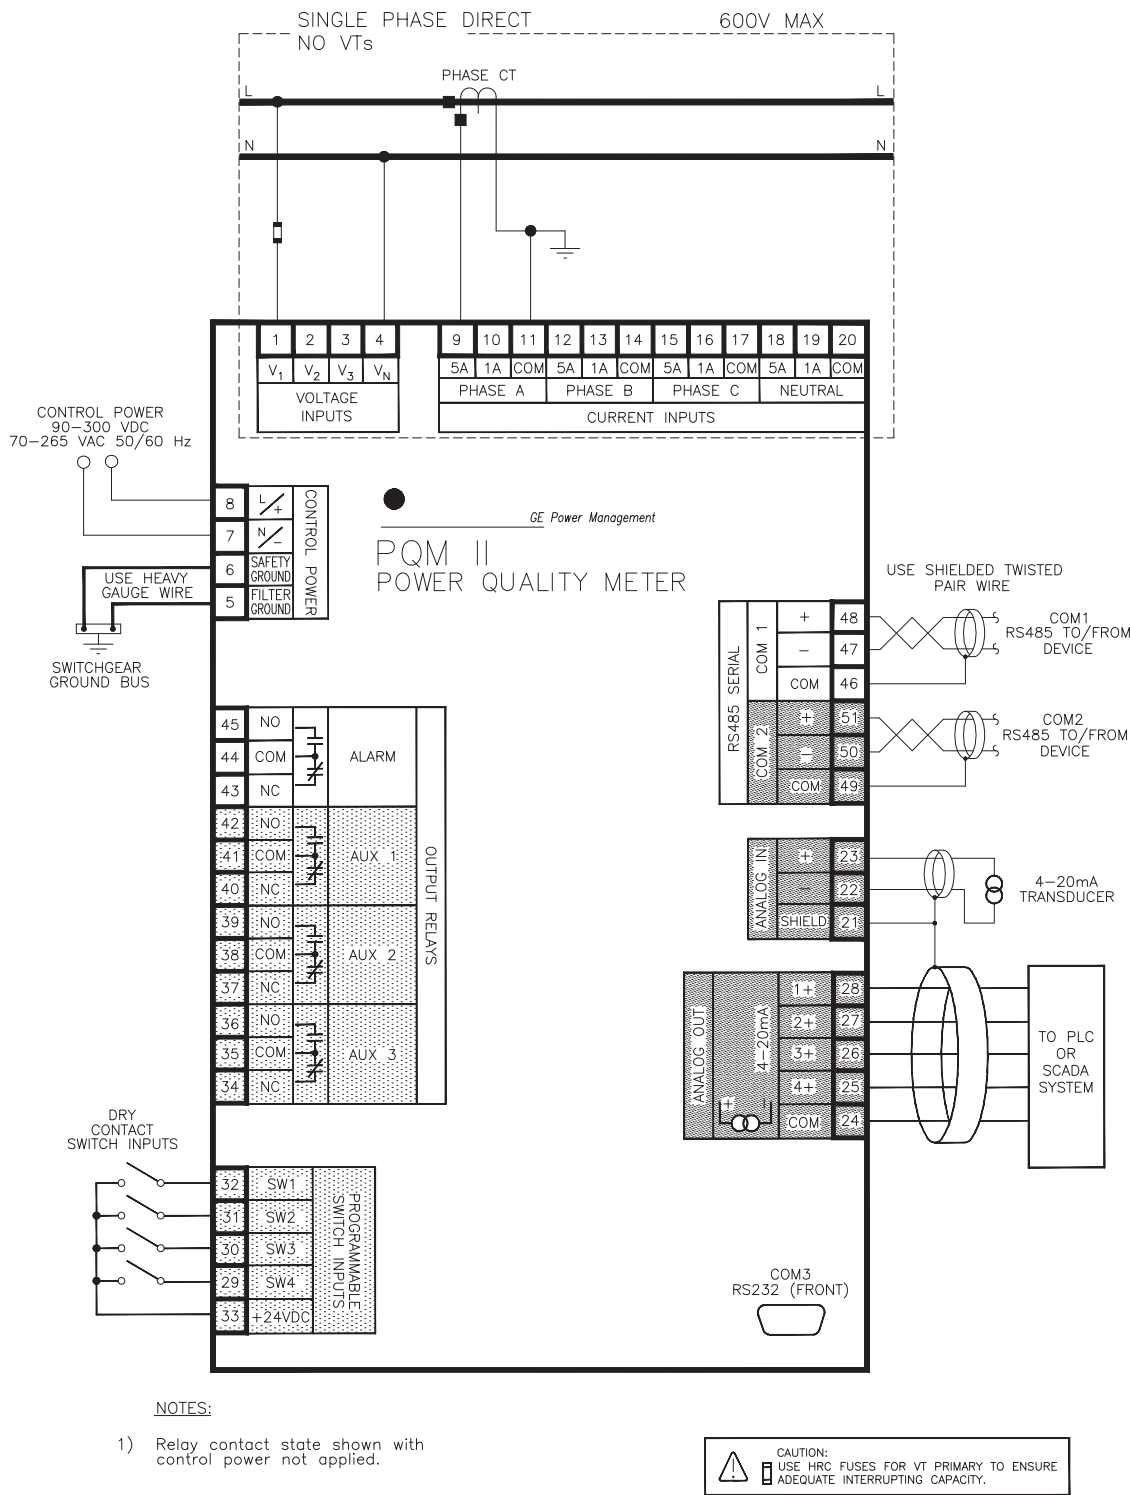 SINGLE PHASE DIRECT
NO VTs
600V MAX
PHASE CT
L
L
N
N
1 2 3 4
V1 V2 V3 VN
VOLTAGE
INPUTS
9 10 11 12 13 14 15 16 17 18 19 20
5A 1A COM 5A 1A COM 5A 1A COM 5A 1A COM
PHASE A PHASE B PHASE C NEUTRAL
CURRENT INPUTS
CONTROL POWER
90-300 VDC
70-265 VAC 50/60 Hz
8 L/+
7 N/-
6 SAFETY
GROUND
5 FILTER
GROUND
CONTROL POWER
USE HEAVY
GAUGE WIRE
SWITCHGEAR
GROUND BUS
GE Power Management
PQM II
POWER QUALITY METER
USE SHIELDED TWISTED
PAIR WIRE
RS485 SERIAL
COM 1
+ 48
- 47
COM 46
COM1
RS485 TO/FROM
DEVICE
COM 2
+ 51
- 50
COM 49
COM2
RS485 TO/FROM
DEVICE
45 NO
44 COM
43 NC
ALARM
42 NO
41 COM
40 NC
AUX 1
39 NO
38 COM
37 NC
AUX 2
36 NO
35 COM
34 NC
AUX 3
OUTPUT RELAYS
ANALOG IN
+ 23
- 22
SHIELD 21
4-20mA
TRANSDUCER
ANALOG OUT
4-20mA
+ -
1+ 28
2+ 27
3+ 26
4+ 25
COM 24
TO PLC
OR
SCADA
SYSTEM
DRY
CONTACT
SWITCH INPUTS
32 SW1
31 SW2
30 SW3
29 SW4
33 +24VDC
PROGRAMMABLE
SWITCH INPUTS
COM3
RS232 (FRONT)
NOTES:
1) Relay contact state shown with
control power not applied.
CAUTION:
USE HRC FUSES FOR VT PRIMARY TO ENSURE
ADEQUATE INTERRUPTING CAPACITY.